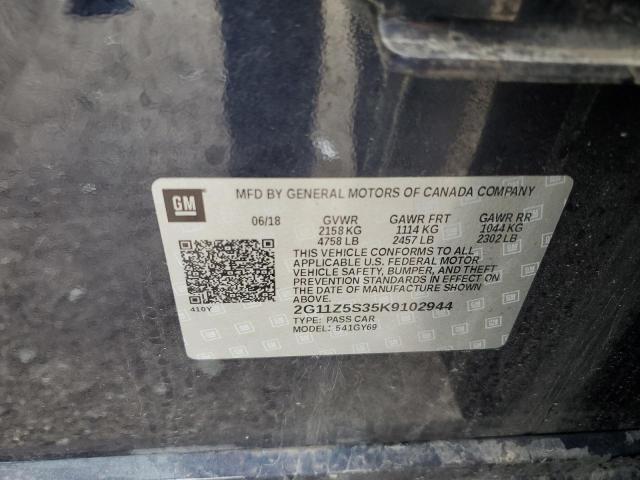 GM
MFD BY GENERAL MOTORS OF CANADA COMPANY
06/18 GVWR GAWR FRT GAWR RR
2158 KG 1114 KG 1044 KG
4758 LB 2457 LB 2302 LB
THIS VEHICLE CONFORMS TO ALL
APPLICABLE U.S. FEDERAL MOTOR
VEHICLE SAFETY, BUMPER, AND THEFT
PREVENTION STANDARDS IN EFFECT ON
THE DATE OF MANUFACTURE SHOWN
ABOVE.
410Y 2G11Z5S35K9102944
TYPE: PASS CAR
MODEL: 541GY69